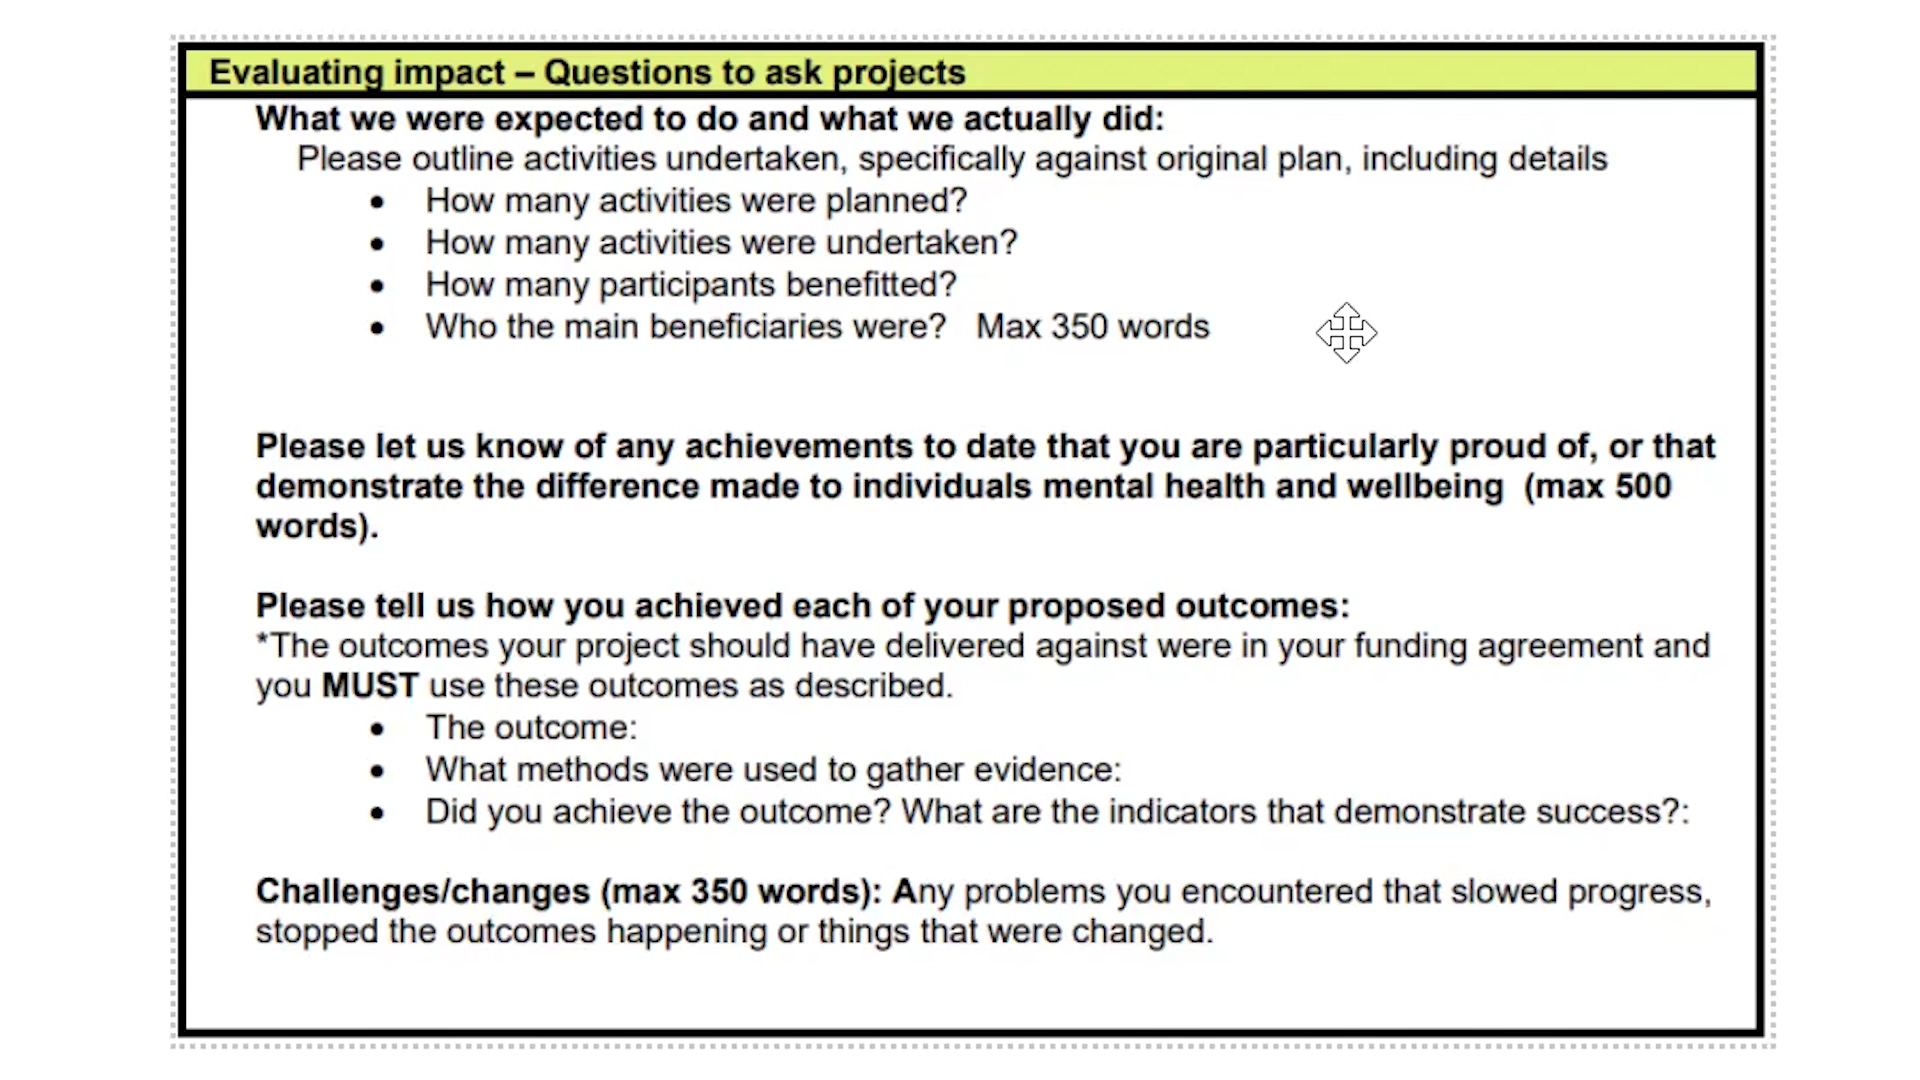 Evaluating impact – Questions to ask projects
What we were expected to do and what we actually did:
Please outline activities undertaken, specifically against original plan, including details
• How many activities were planned?
• How many activities were undertaken?
• How many participants benefitted?
• Who the main beneficiaries were?   Max 350 words
Please let us know of any achievements to date that you are particularly proud of, or that
demonstrate the difference made to individuals mental health and wellbeing  (max 500
words).
Please tell us how you achieved each of your proposed outcomes:
*The outcomes your project should have delivered against were in your funding agreement and
you MUST use these outcomes as described.
• The outcome:
• What methods were used to gather evidence:
• Did you achieve the outcome? What are the indicators that demonstrate success?:
Challenges/changes (max 350 words): Any problems you encountered that slowed progress,
stopped the outcomes happening or things that were changed.